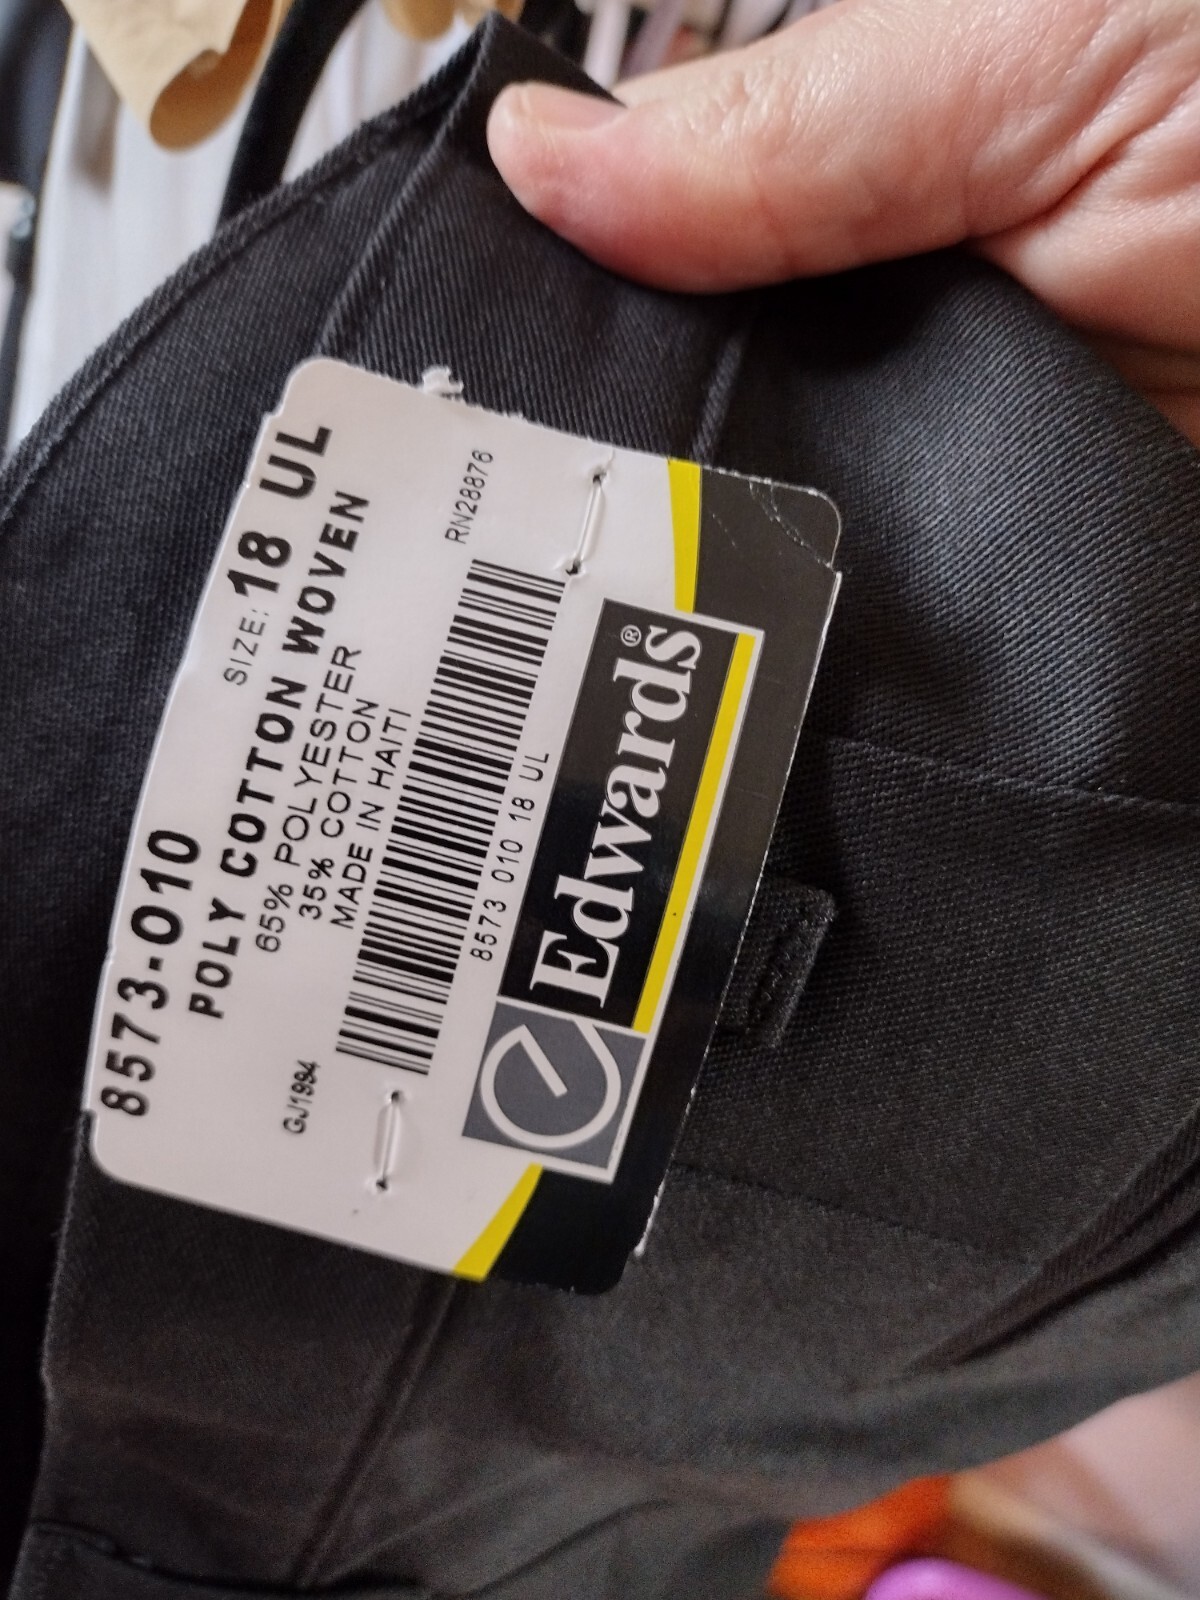 8573-010
SIZE: 18 UL
POLY COTTON WOVEN
65% POLYESTER
35% COTTON
MADE IN HAITI
GJ1994
RN28876
8573 010 18 UL
e Edwards®